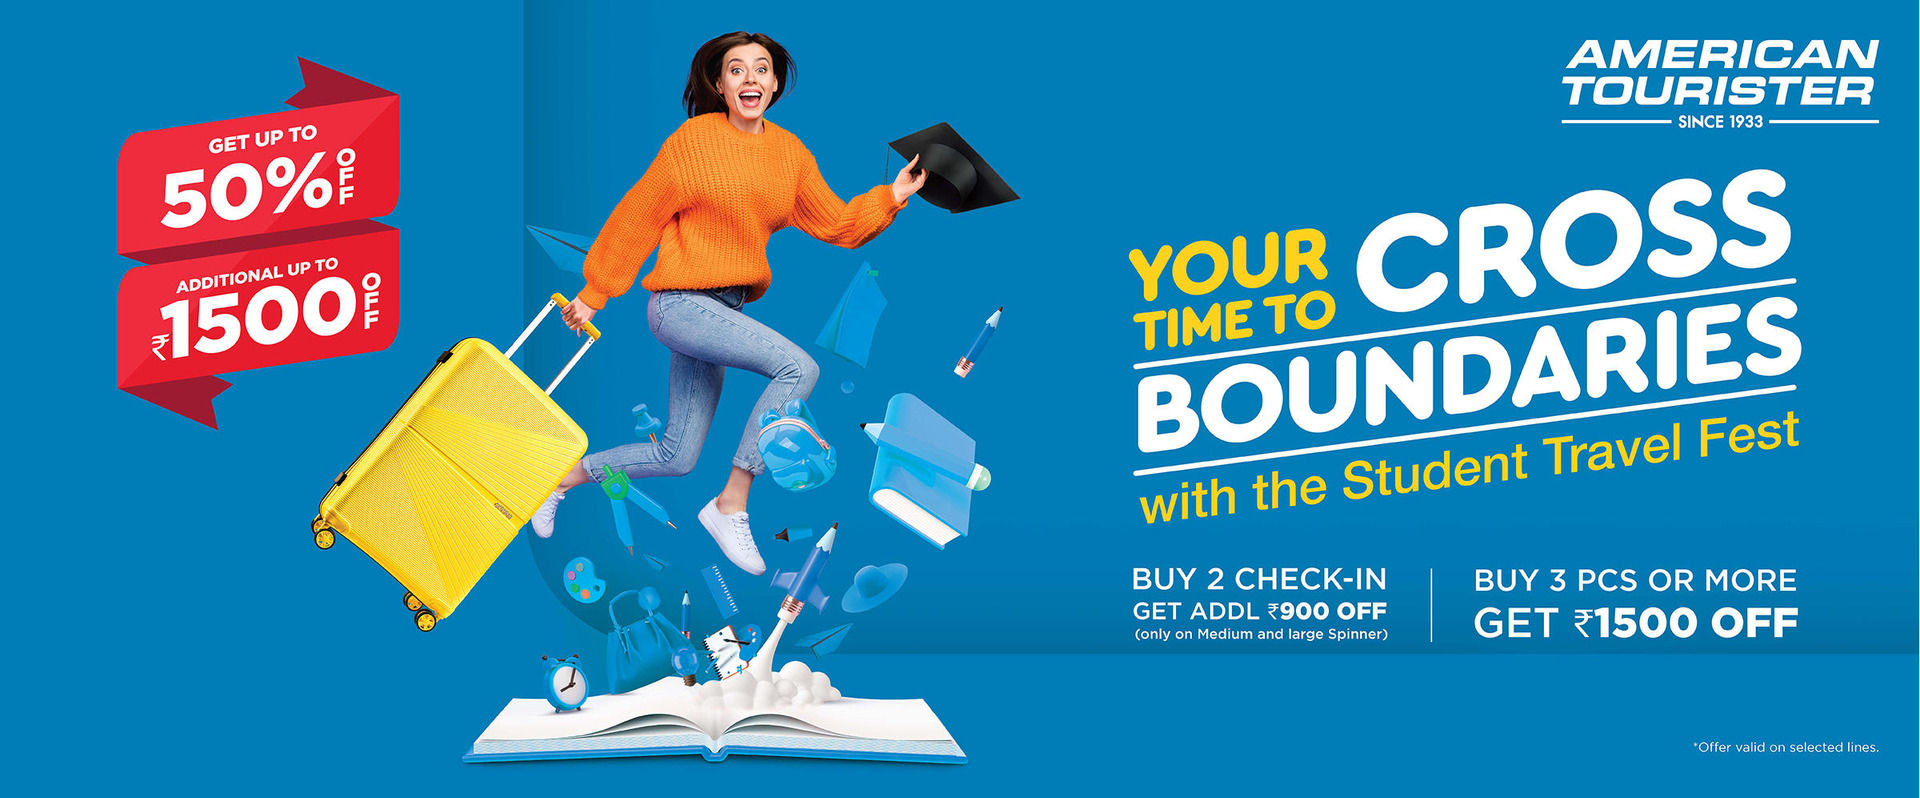 GET UP TO
50% OFF
ADDITIONAL UP TO
₹1500 OFF
AMERICAN
TOURISTER
SINCE 1933
YOUR
TIME TO
CROSS
BOUNDARIES
with the Student Travel Fest
BUY 2 CHECK-IN
GET ADDL ₹900 OFF
(only on Medium and large Spinner)
BUY 3 PCS OR MORE
GET ₹1500 OFF
*Offer valid on selected lines.